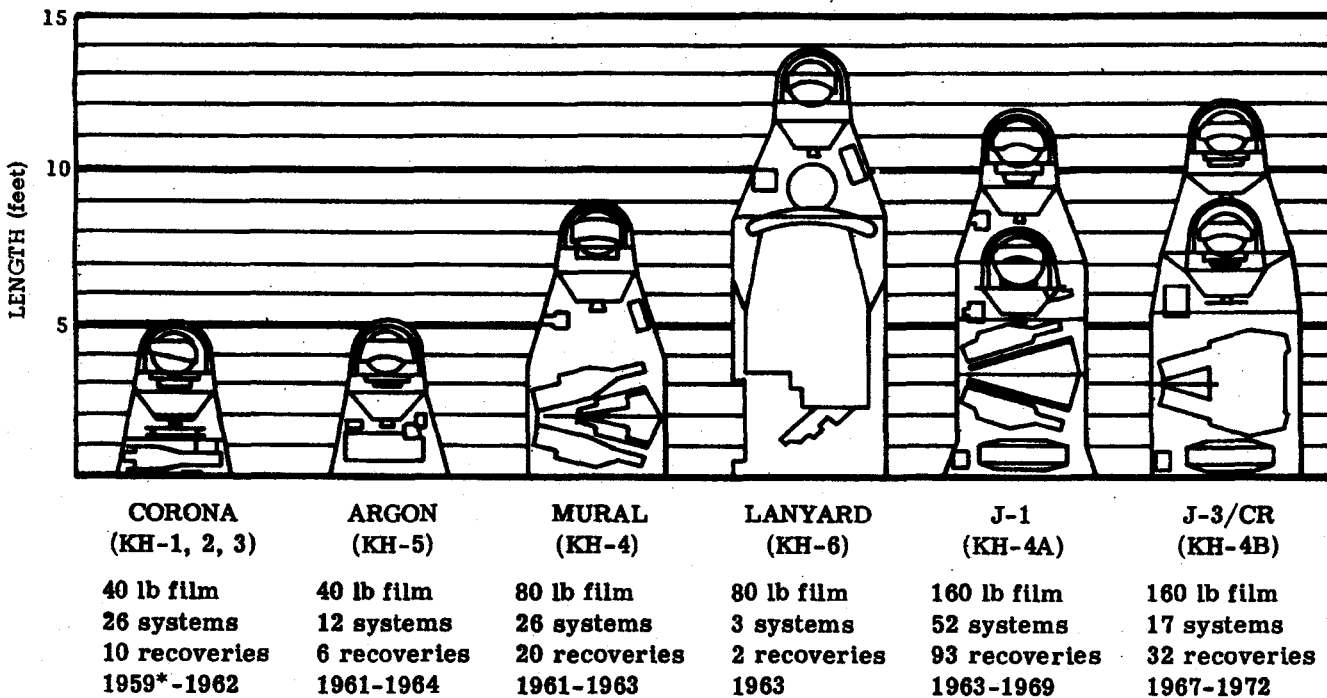 15
10
5
LENGTH (feet)
CORONA
(KH-1, 2, 3)
40 lb film
26 systems
10 recoveries
1959*-1962
ARGON
(KH-5)
40 lb film
12 systems
6 recoveries
1961-1964
MURAL
(KH-4)
80 lb film
26 systems
20 recoveries
1961-1963
LANYARD
(KH-6)
80 lb film
3 systems
2 recoveries
1963
J-1
(KH-4A)
160 lb film
52 systems
93 recoveries
1963-1969
J-3/CR
(KH-4B)
160 lb film
17 systems
32 recoveries
1967-1972